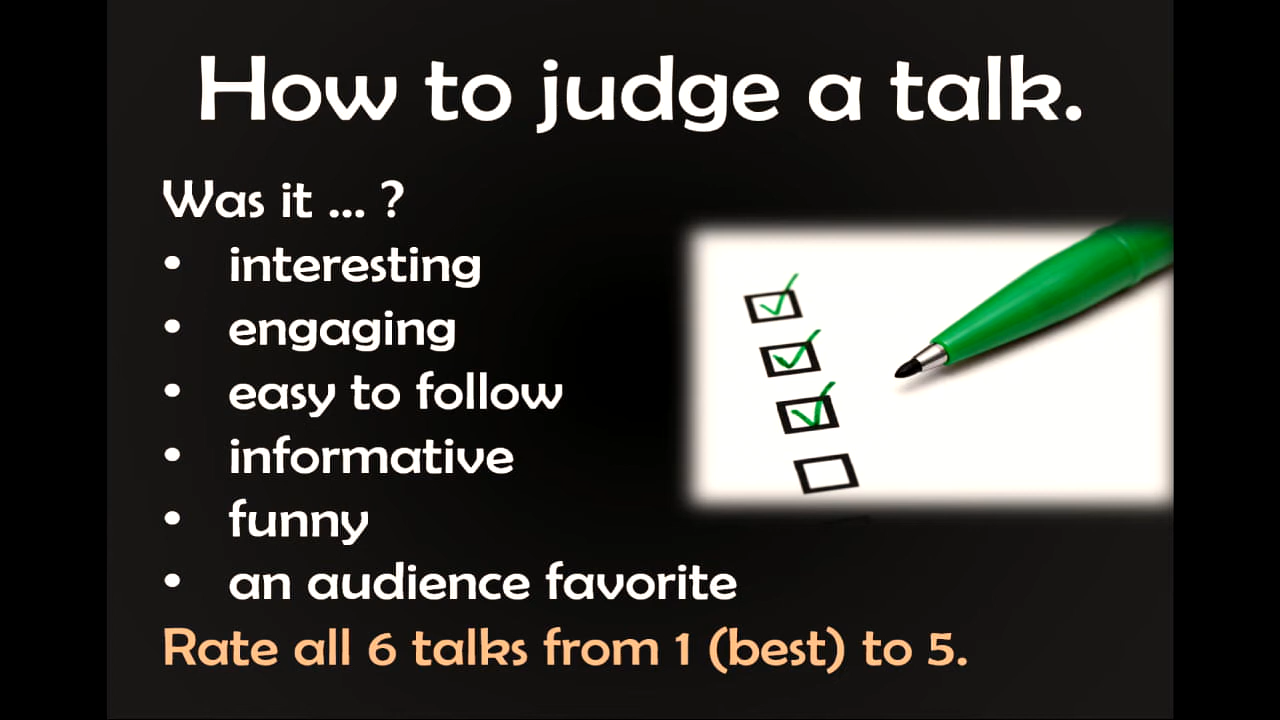 How to judge a talk.
Was it ... ?
• interesting
• engaging
• easy to follow
• informative
• funny
• an audience favorite
Rate all 6 talks from 1 (best) to 5.